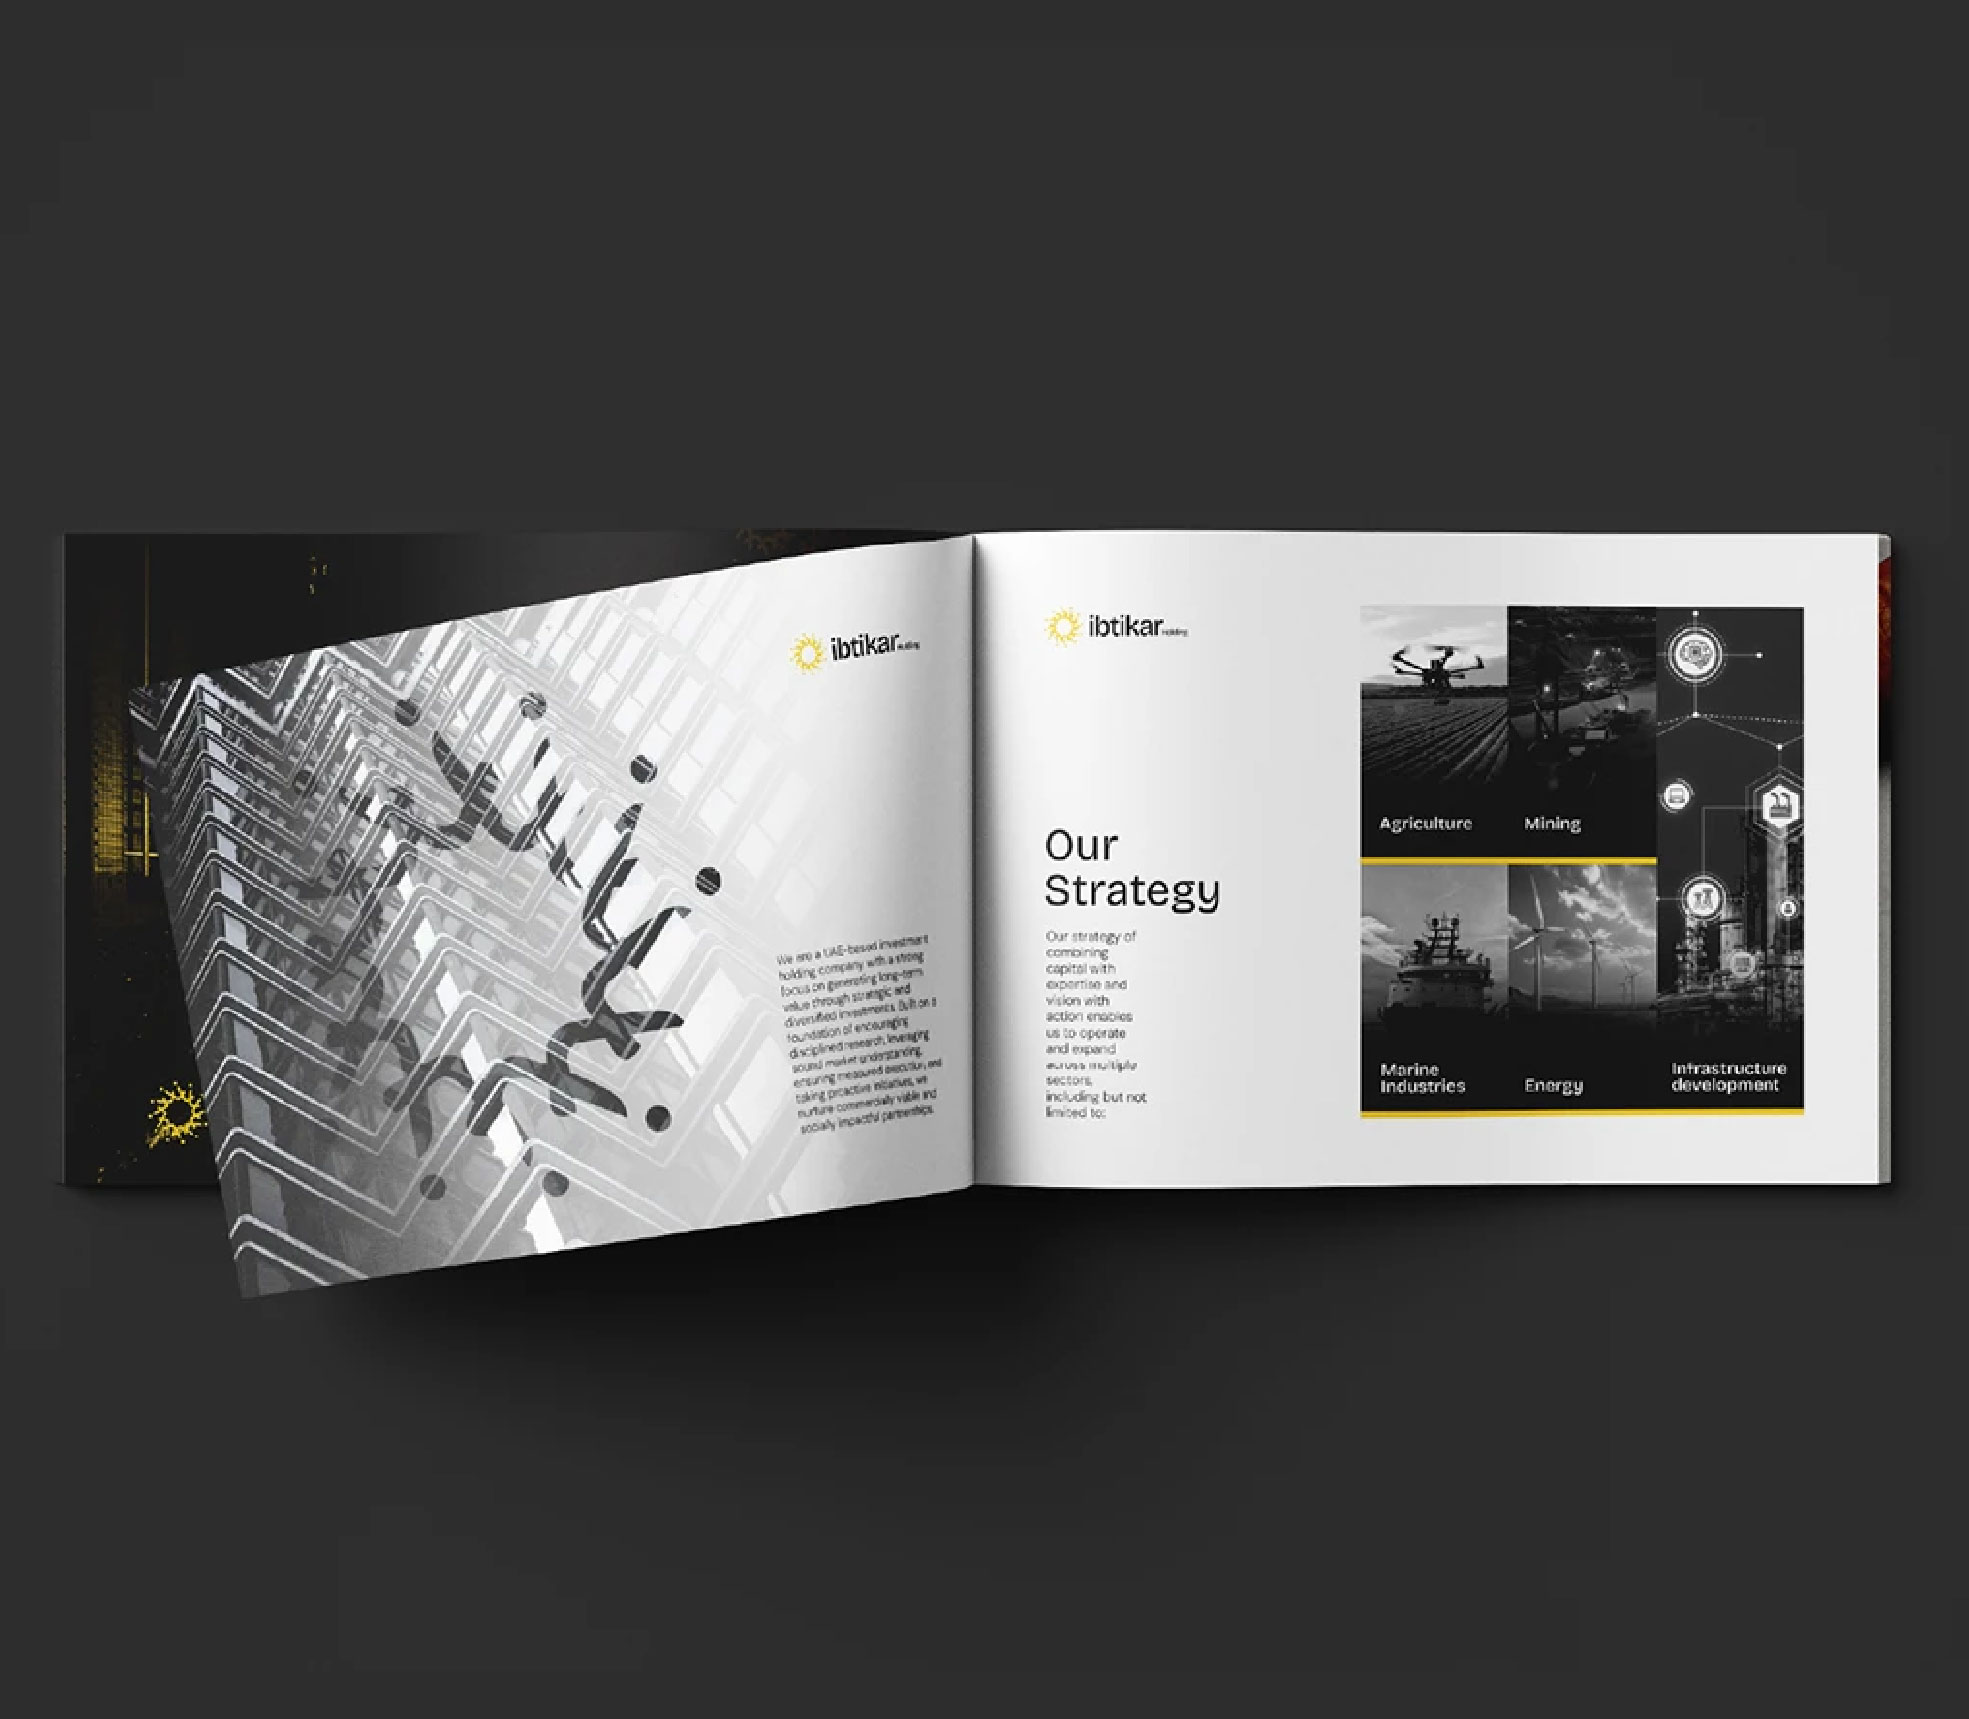 ibtikar Holding
We are a UAE-based investment
holding company with a strong
focus on generating long-term
value through strategic and
diversified investments. Built on a
foundation of encouraging
disciplined research, leveraging
sound market understanding,
ensuring measured execution, and
taking proactive initiatives, we
nurture commercially viable and
socially impactful partnerships.
ibtikar Holding
Our
Strategy
Our strategy of
combining
capital with
expertise and
vision with
action enables
us to operate
and expand
across multiple
sectors,
including but not
limited to:
Agriculture
Mining
Marine
Industries
Energy
Infrastructure
development